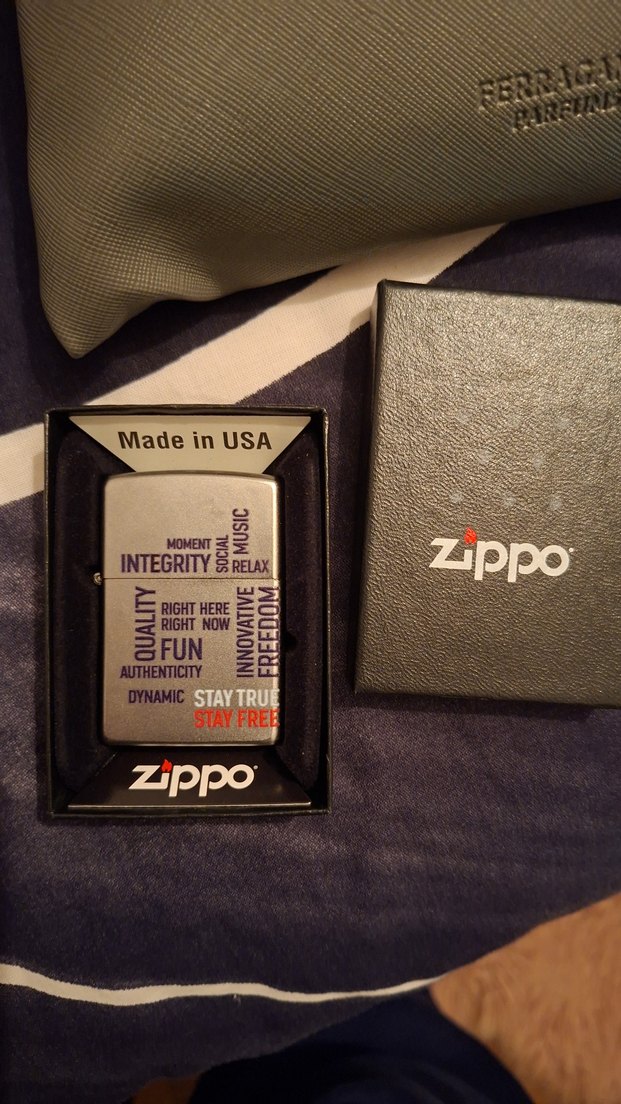 FERRAGA
PARFUMS
Made in USA
MOMENT
INTEGRITY
SOCIAL
MUSIC
RELAX
QUALITY
RIGHT HERE
RIGHT NOW
FUN
AUTHENTICITY
INNOVATIVE
FREEDOM
DYNAMIC
STAY TRUE
STAY FREE
zippo
zippo